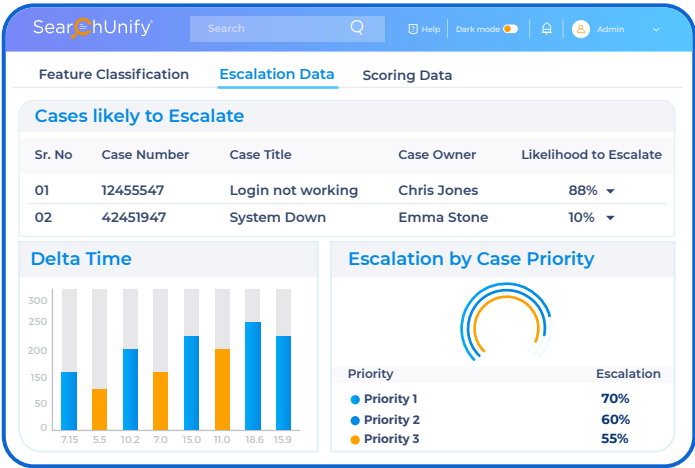 SearchUnify
Search
Help
Dark mode
Admin
Feature Classification Escalation Data Scoring Data
Cases likely to Escalate
Sr. No Case Number Case Title Case Owner Likelihood to Escalate
01 12455547 Login not working Chris Jones 88%
02 42451947 System Down Emma Stone 10%
Delta Time
300
250
200
150
50
0
7.15 5.5 10.2 7.0 15.0 11.0 18.6 15.9
Escalation by Case Priority
Priority Escalation
Priority 1 70%
Priority 2 60%
Priority 3 55%